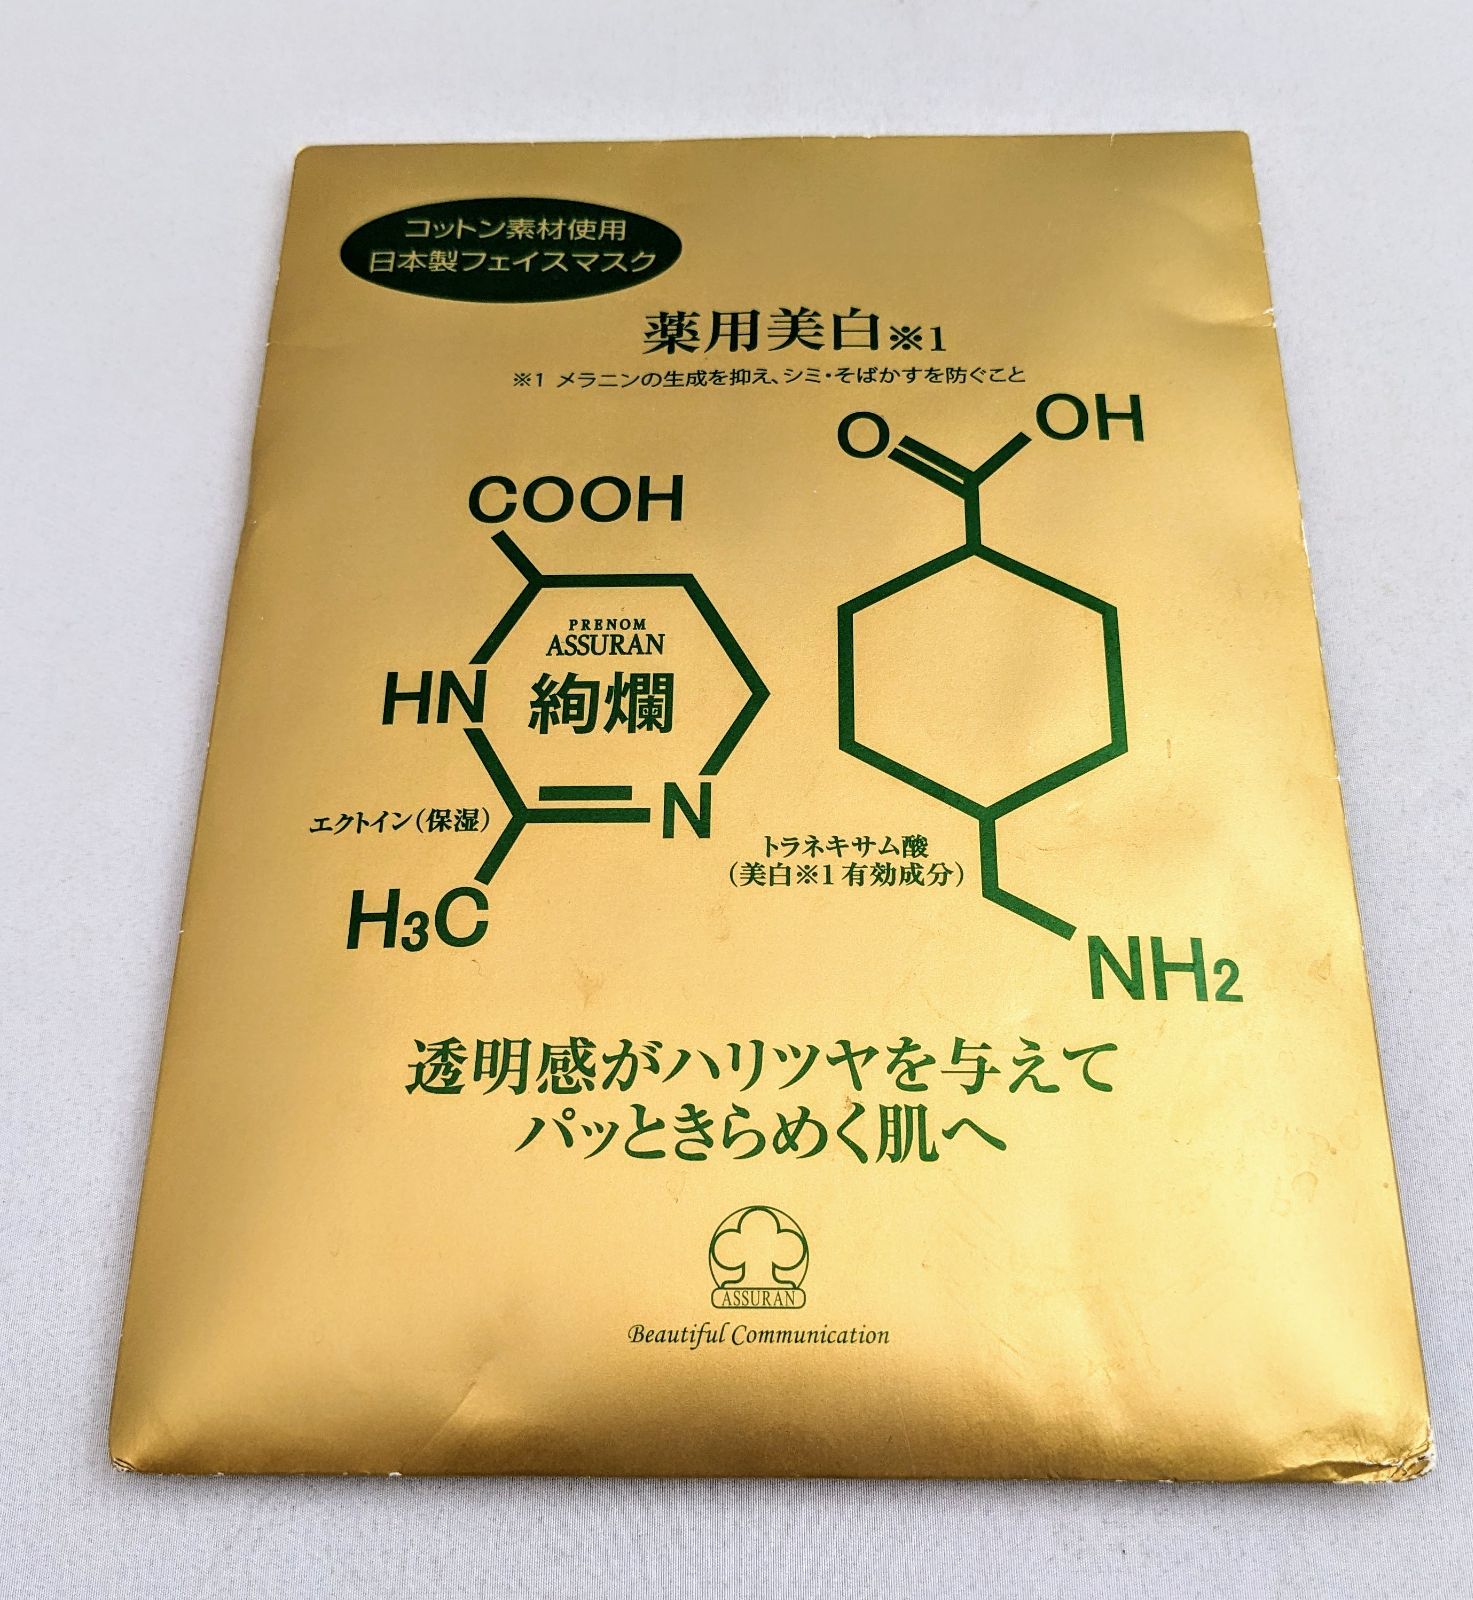 コットン素材使用
日本製フェイスマスク
薬用美白※1
※1 メラニンの生成を抑え、シミ・そばかすを防ぐこと
O
OH
COOH
PRENOM
ASSURAN
HN
絢爛
N
エクトイン(保湿)
トラネキサム酸
(美白※1有効成分)
H3C
NH2
透明感がハリツヤを与えて
パッときらめく肌へ
ASSURAN
Beautiful Communication